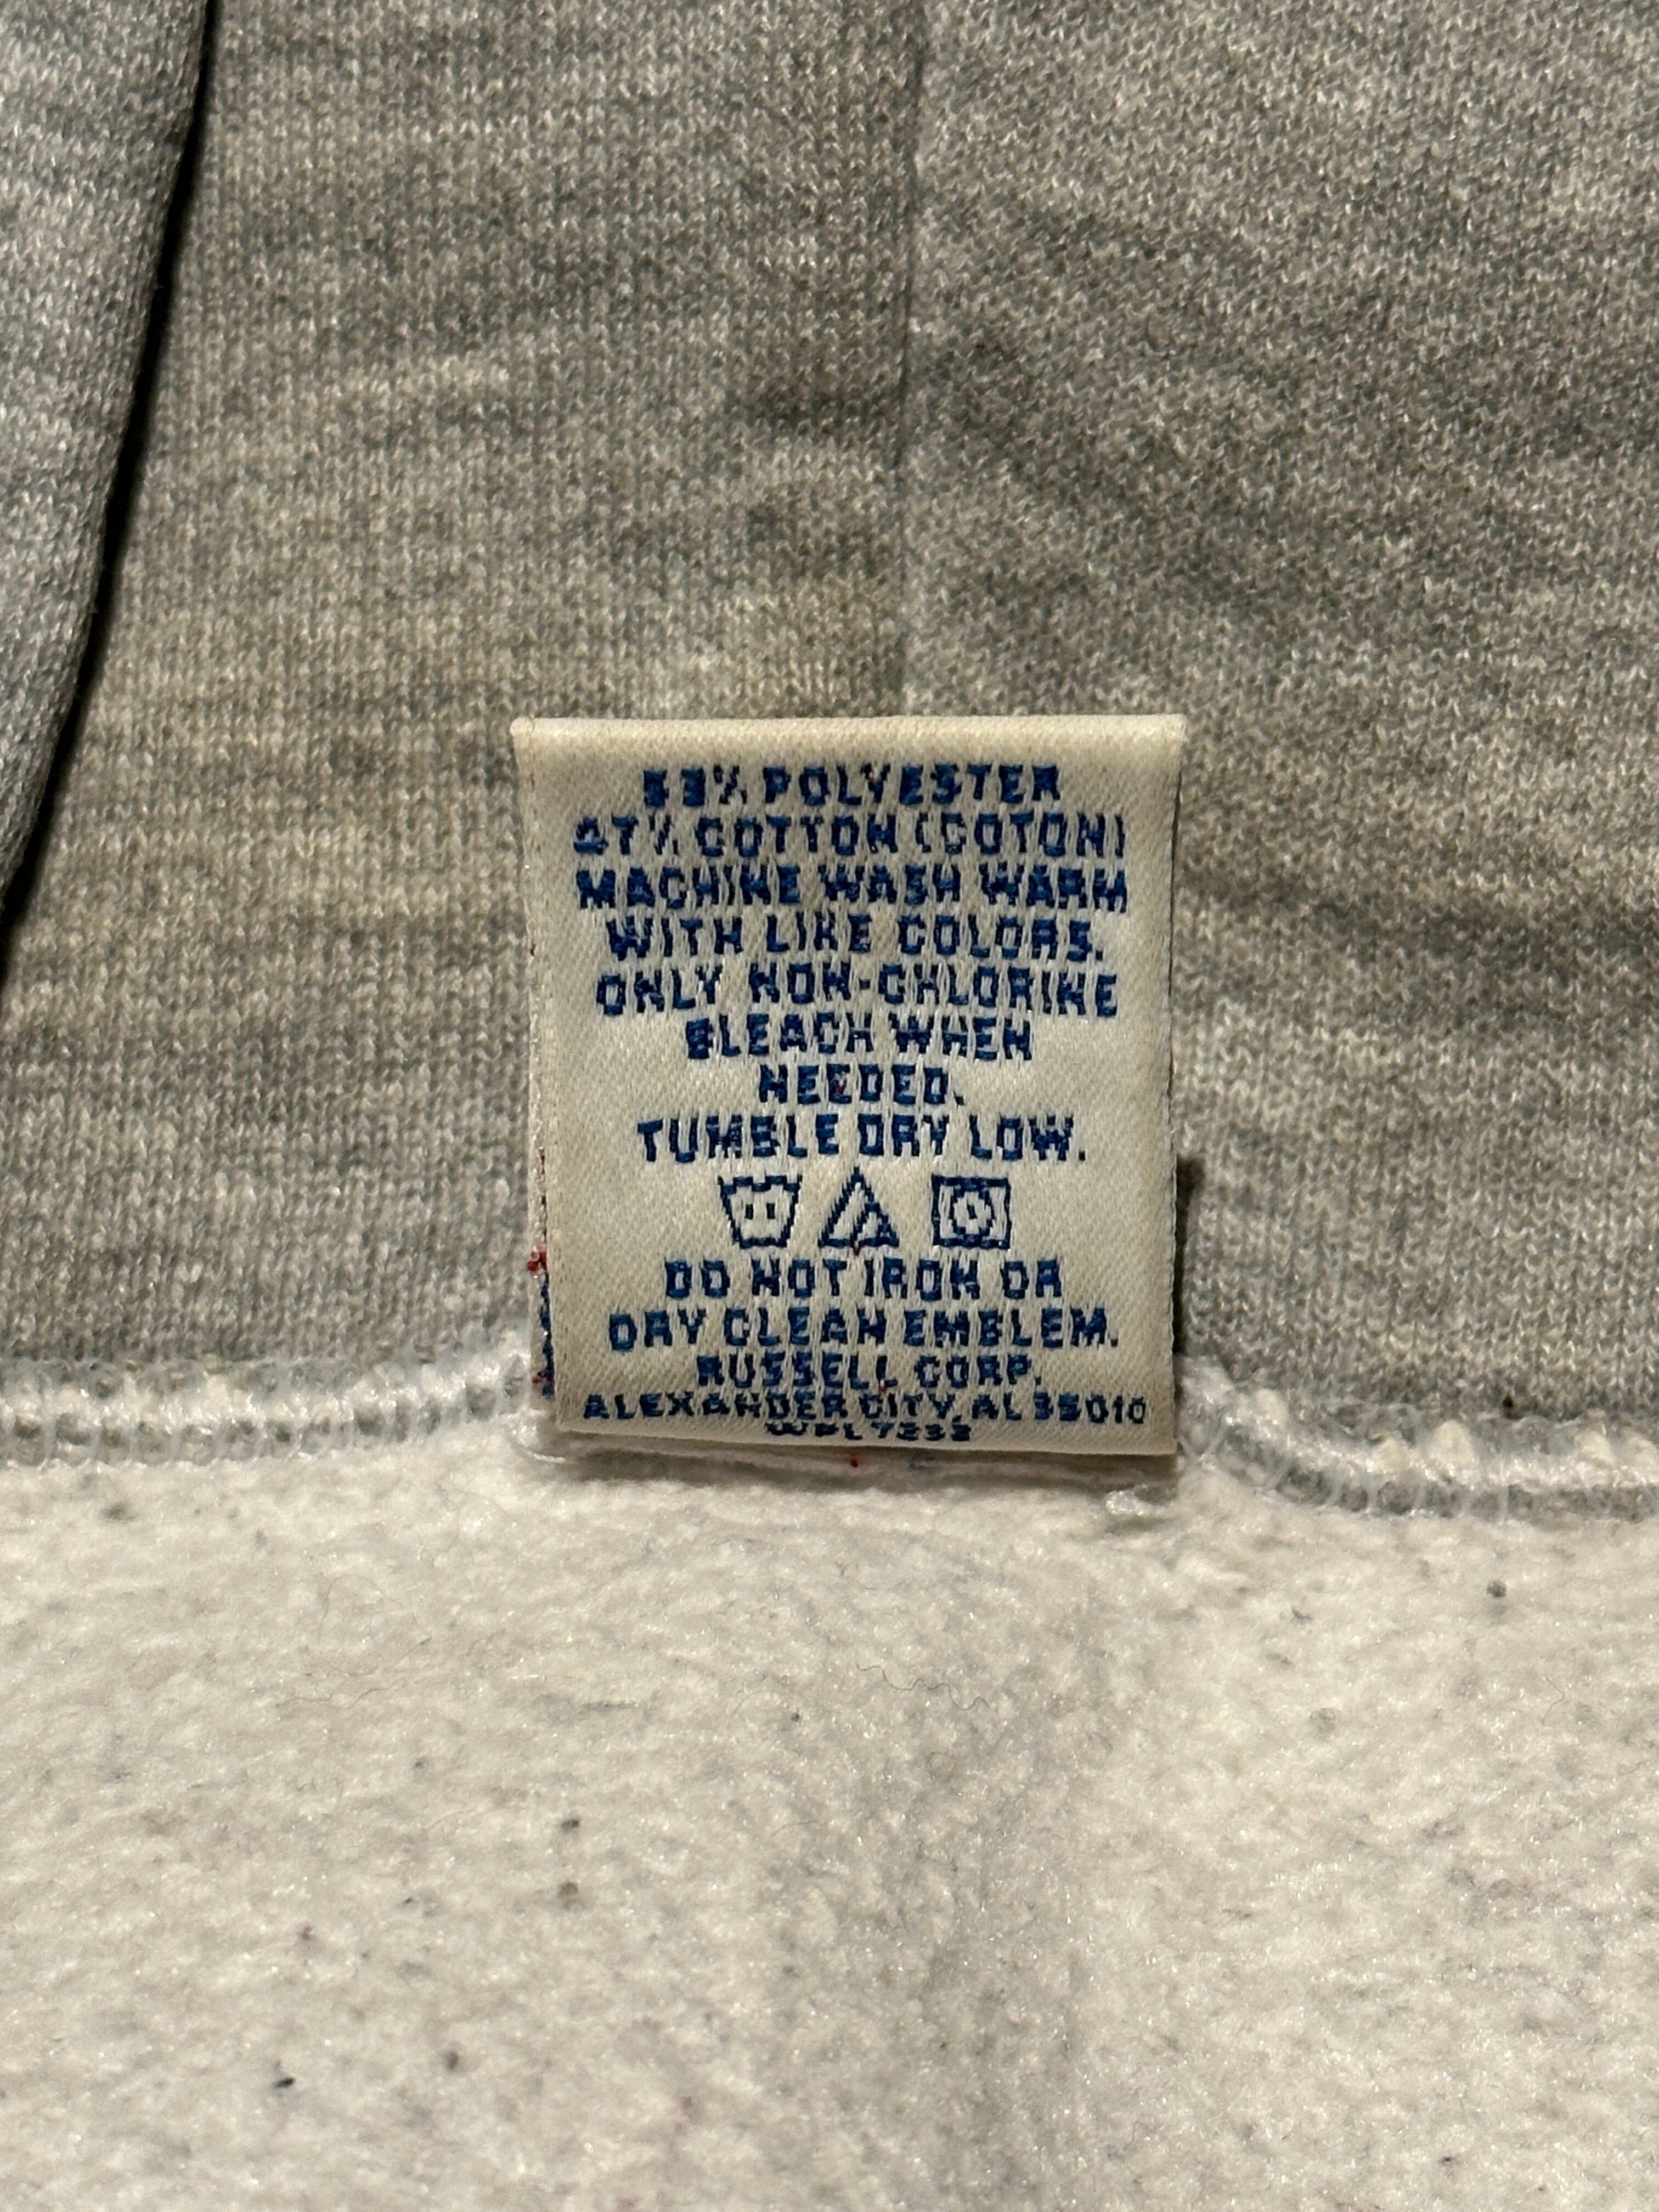 53% POLYESTER
47% COTTON (COTON)
MACHINE WASH WARM
WITH LIKE COLORS.
ONLY NON-CHLORINE
BLEACH WHEN
NEEDED.
TUMBLE DRY LOW.
DO NOT IRON OR
DRY CLEAN EMBLEM.
RUSSELL CORP.
ALEXANDER CITY, AL 35010
WPL 7233